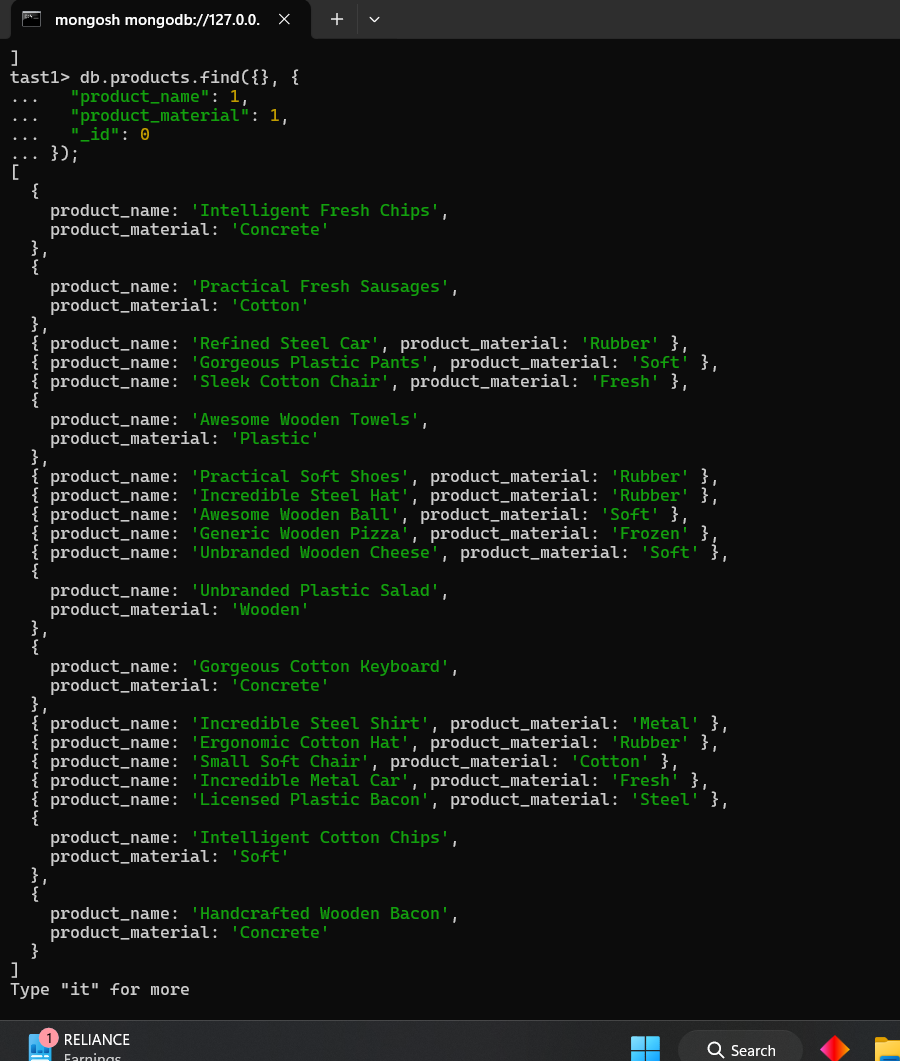 mongosh mongodb://127.0.0.
]
tast1> db.products.find({}, {
...   "product_name": 1,
...   "product_material": 1,
...   "_id": 0
... });
[
  {
    product_name: 'Intelligent Fresh Chips',
    product_material: 'Concrete'
  },
  {
    product_name: 'Practical Fresh Sausages',
    product_material: 'Cotton'
  },
  { product_name: 'Refined Steel Car', product_material: 'Rubber' },
  { product_name: 'Gorgeous Plastic Pants', product_material: 'Soft' },
  { product_name: 'Sleek Cotton Chair', product_material: 'Fresh' },
  {
    product_name: 'Awesome Wooden Towels',
    product_material: 'Plastic'
  },
  { product_name: 'Practical Soft Shoes', product_material: 'Rubber' },
  { product_name: 'Incredible Steel Hat', product_material: 'Rubber' },
  { product_name: 'Awesome Wooden Ball', product_material: 'Soft' },
  { product_name: 'Generic Wooden Pizza', product_material: 'Frozen' },
  { product_name: 'Unbranded Wooden Cheese', product_material: 'Soft' },
  {
    product_name: 'Unbranded Plastic Salad',
    product_material: 'Wooden'
  },
  {
    product_name: 'Gorgeous Cotton Keyboard',
    product_material: 'Concrete'
  },
  { product_name: 'Incredible Steel Shirt', product_material: 'Metal' },
  { product_name: 'Ergonomic Cotton Hat', product_material: 'Rubber' },
  { product_name: 'Small Soft Chair', product_material: 'Cotton' },
  { product_name: 'Incredible Metal Car', product_material: 'Fresh' },
  { product_name: 'Licensed Plastic Bacon', product_material: 'Steel' },
  {
    product_name: 'Intelligent Cotton Chips',
    product_material: 'Soft'
  },
  {
    product_name: 'Handcrafted Wooden Bacon',
    product_material: 'Concrete'
  }
]
Type "it" for more
1
RELIANCE
Earnings
Search